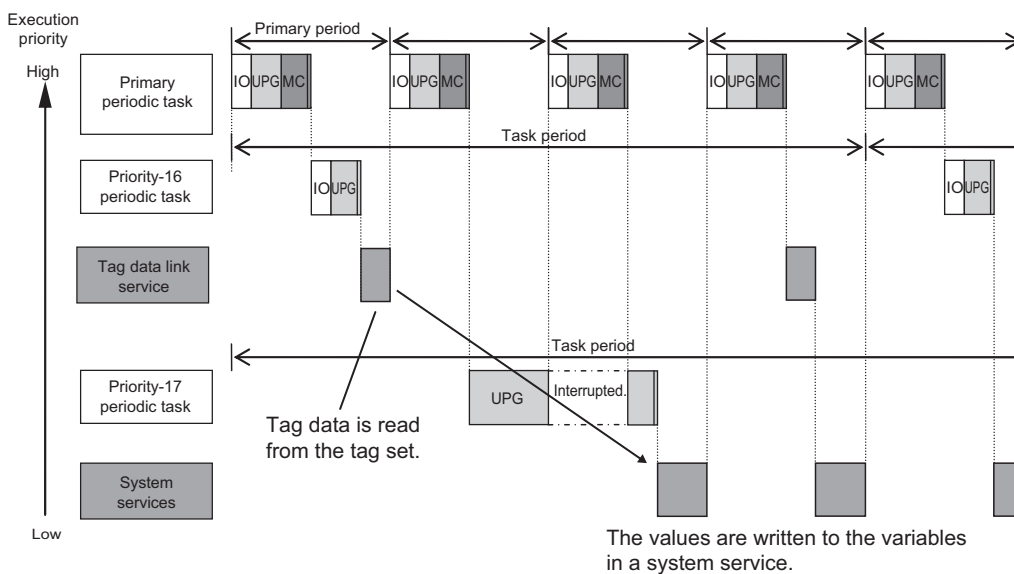 Execution
priority
High
Primary period
Primary
periodic task
IO UPG MC
IO UPG MC
IO UPG MC
IO UPG MC
IO UPG MC
Task period
Priority-16
periodic task
IO UPG
IO UPG
Tag data link
service
Task period
Priority-17
periodic task
UPG
Interrupted.
Tag data is read
from the tag set.
System
services
Low
The values are written to the variables
in a system service.